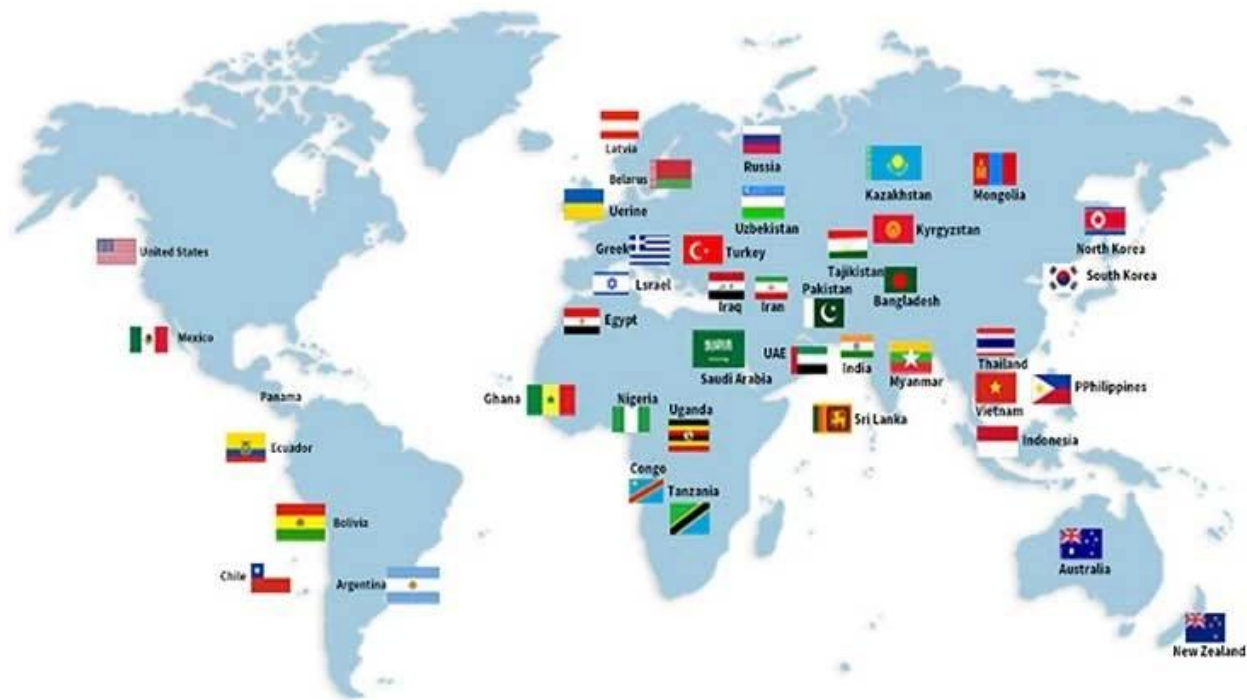 Latvia
Russia
Belarus
Kazakhstan
Mongolia
Uerine
Uzbekistan
Kyrgyzstan
North Korea
United States
Greek
Turkey
Tajikistan
South Korea
Lsrael
Iraq
Iran
Pakistan
Bangladesh
Egypt
Mexico
Saudi Arabia
UAE
India
Myanmar
Thailand
Panama
Ghana
Nigeria
Uganda
Sri Lanka
Vietnam
PPhilippines
Ecuador
Indonesia
Congo
Tanzania
Bolivia
Chile
Argentina
Australia
New Zealand